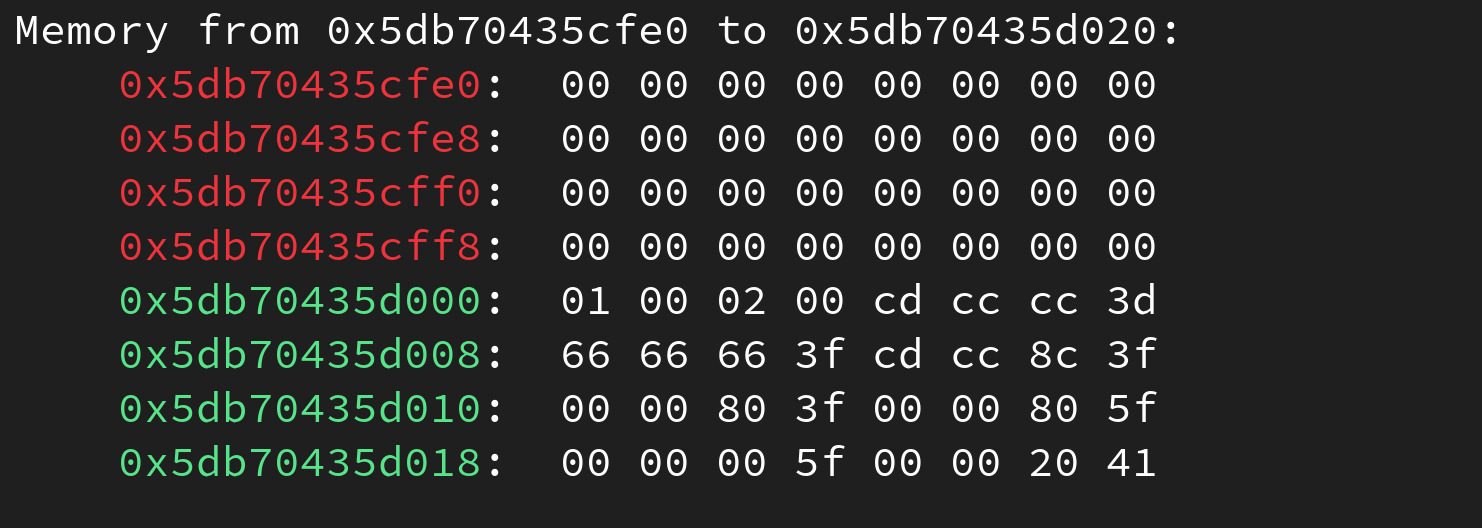 Memory from 0x5db70435cfe0 to 0x5db70435d020:
0x5db70435cfe0: 00 00 00 00 00 00 00 00
0x5db70435cfe8: 00 00 00 00 00 00 00 00
0x5db70435cff0: 00 00 00 00 00 00 00 00
0x5db70435cff8: 00 00 00 00 00 00 00 00
0x5db70435d000: 01 00 02 00 cd cc cc 3d
0x5db70435d008: 66 66 66 3f cd cc 8c 3f
0x5db70435d010: 00 00 80 3f 00 00 80 5f
0x5db70435d018: 00 00 00 5f 00 00 20 41